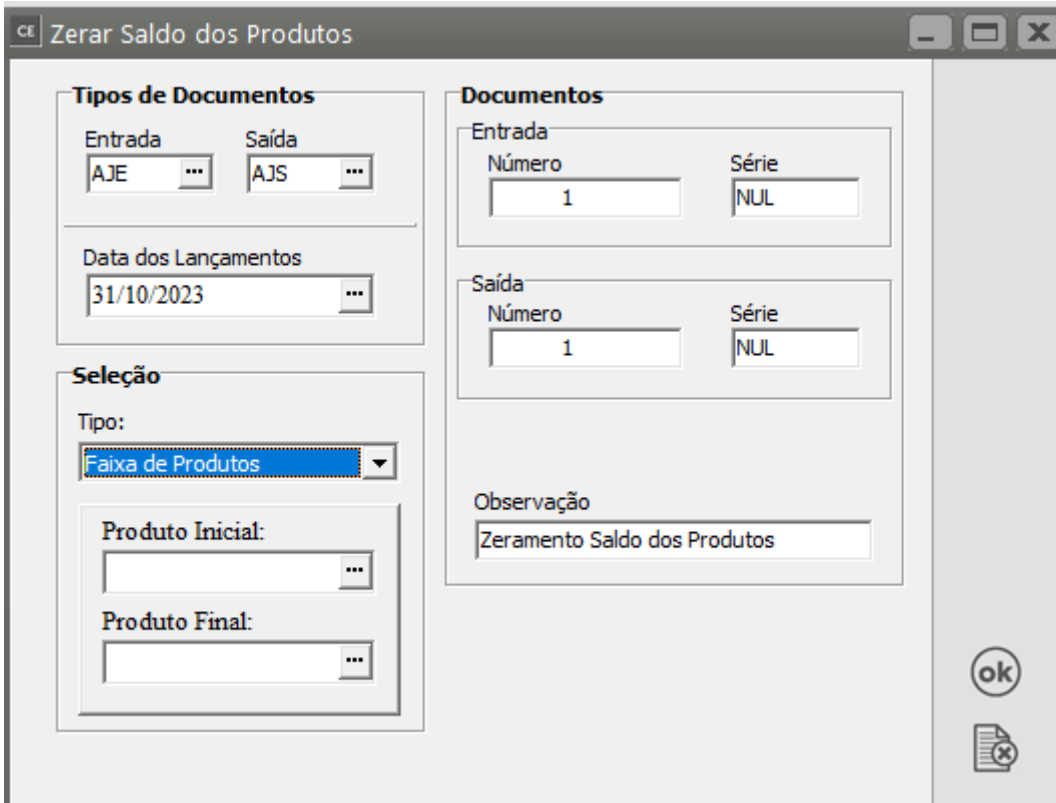 CE Zerar Saldo dos Produtos
Tipos de Documentos
Entrada Saída
AJE ... AJS ...
Data dos Lançamentos
31/10/2023 ...
Seleção
Tipo:
Faixa de Produtos
Produto Inicial:
...
Produto Final:
...
Documentos
Entrada
Número Série
1 NUL
Saída
Número Série
1 NUL
Observação
Zeramento Saldo dos Produtos
ok